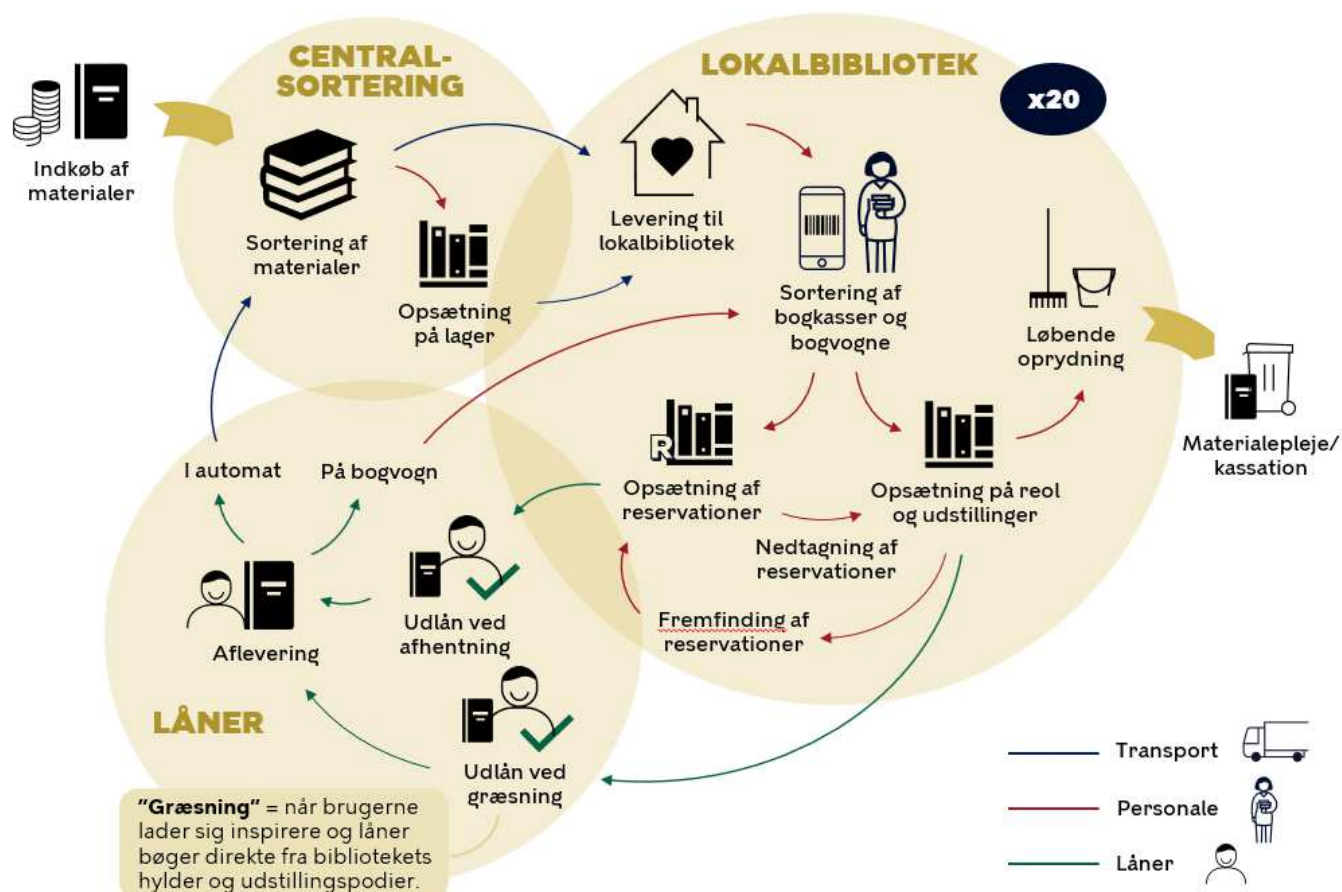 CENTRAL-
SORTERING
LOKALBIBLIOTEK
x20
Indkøb af
materialer
Sortering af
materialer
Opsætning
på lager
Levering til
lokalbibliotek
Sortering af
bogkasser og
bogvogne
Løbende
oprydning
Materialepleje/
kassation
R
Opsætning af
reservationer
Opsætning på reol
og udstillinger
Nedtagning af
reservationer
Fremfinding af
reservationer
I automat
På bogvogn
Aflevering
Udlån ved
afhentning
Udlån ved
græsning
LÅNER
"Græsning" = når brugerne
lader sig inspirere og låner
bøger direkte fra bibliotekets
hylder og udstillingspodier.
Transport
Personale
Låner